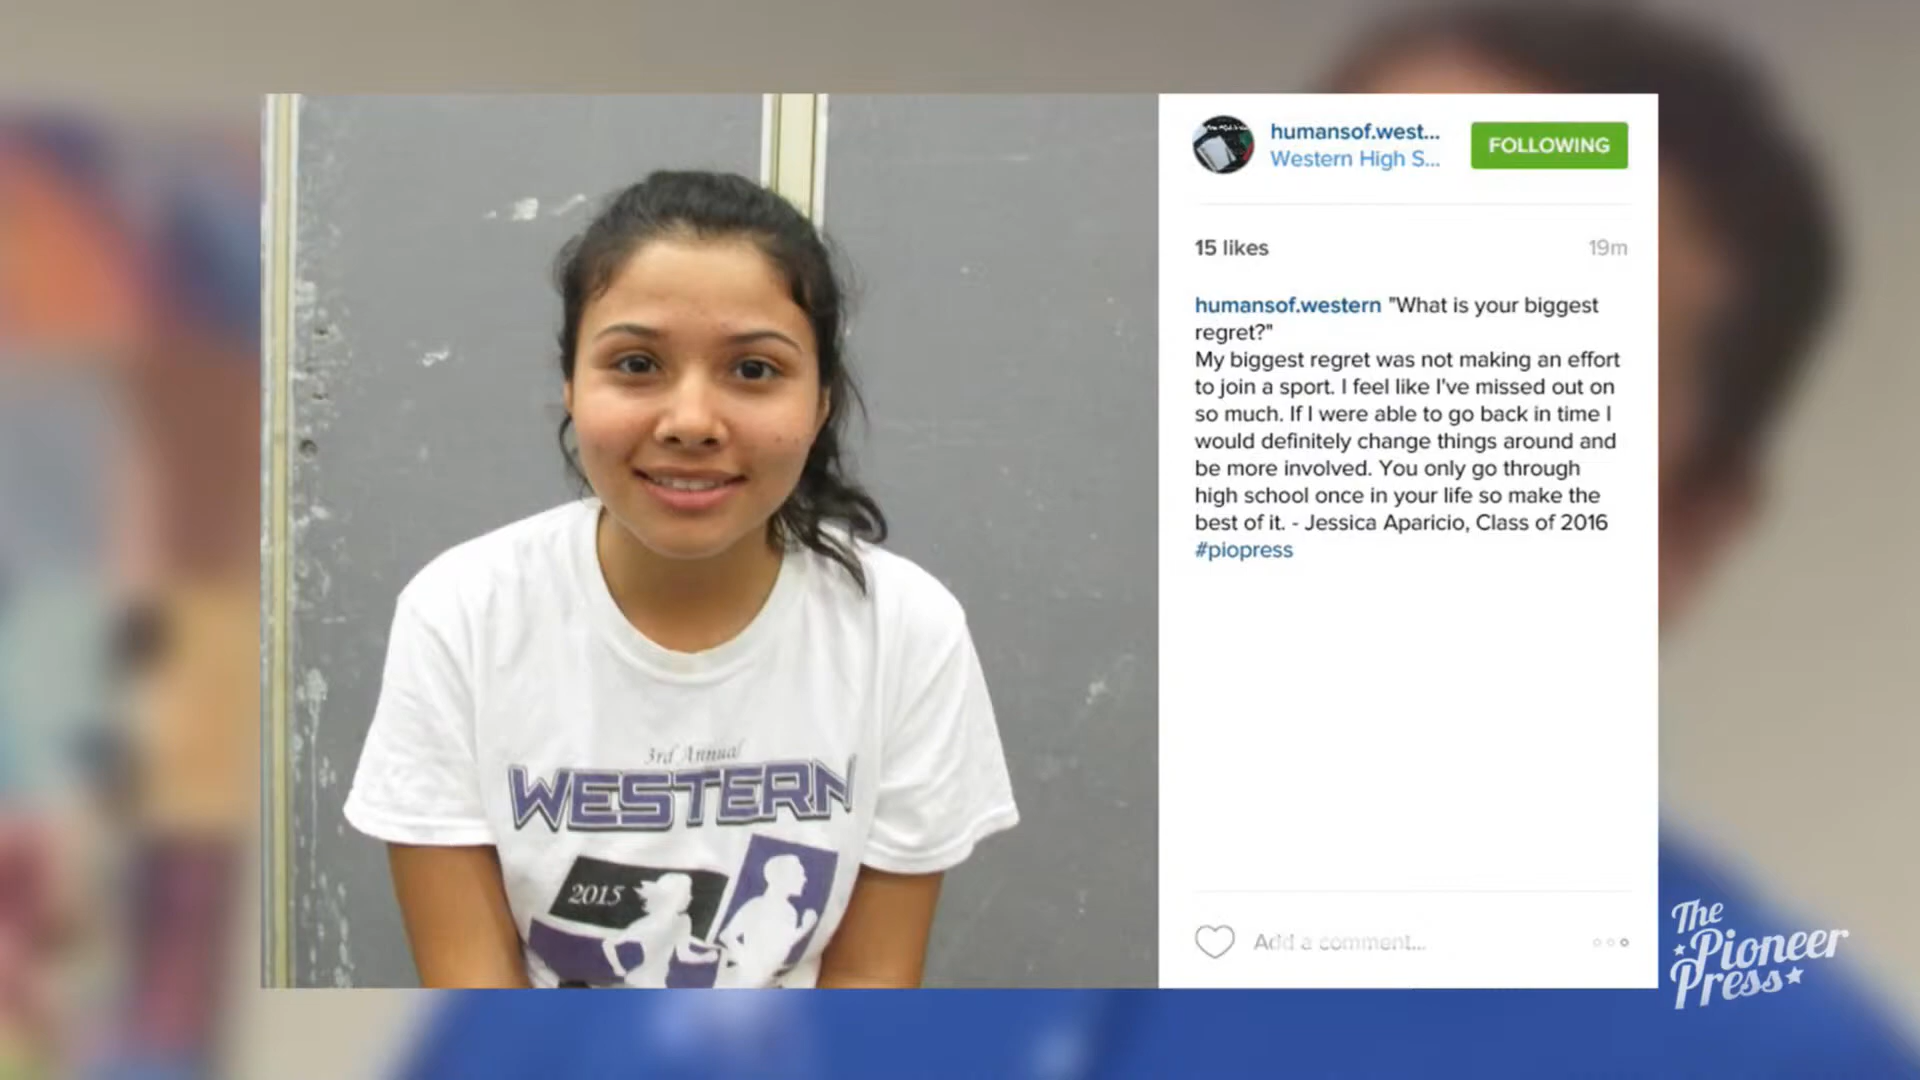 humansof.west...
Western High S...
FOLLOWING
15 likes
19m
humansof.western "What is your biggest
regret?"
My biggest regret was not making an effort
to join a sport. I feel like I've missed out on
so much. If I were able to go back in time I
would definitely change things around and
be more involved. You only go through
high school once in your life so make the
best of it. - Jessica Aparicio, Class of 2016
#piopress
Add a comment...
3rd Annual
WESTERN
2015
The
Pioneer
Press